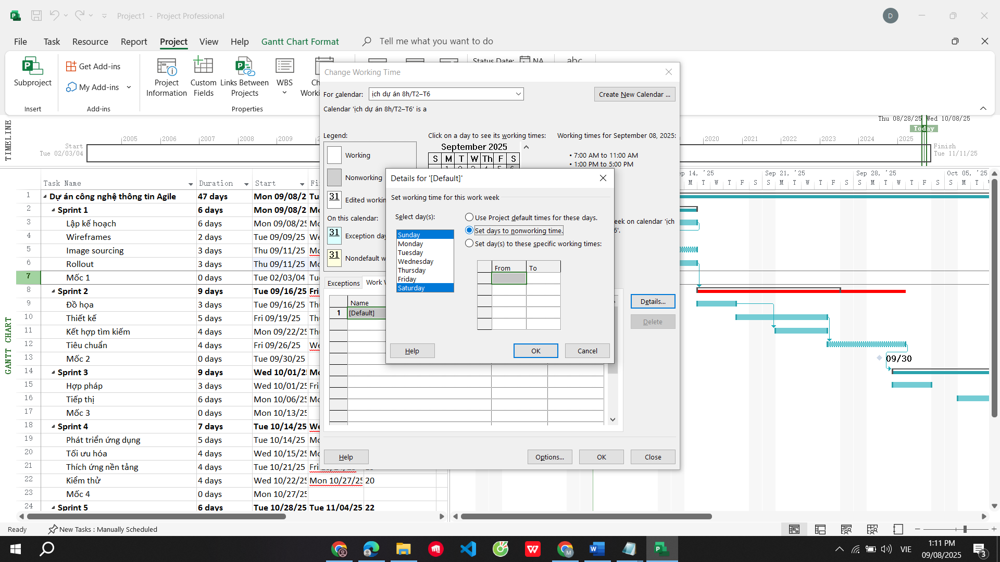 Project1 - Project Professional
D
File Task Resource Report Project View Help Gantt Chart Format Tell me what you want to do
Subproject
Get Add-ins
My Add-ins
Project Information
Custom Fields
Links Between Projects
WBS
Status Date: NA
abc
Insert Add-ins Properties
Change Working Time
For calendar: ịch dự án 8h/T2–T6
Create New Calendar ...
Calendar 'ịch dự án 8h/T2–T6' is a
TIMELINE
Thu 08/28/25 Wed 10/08/25
Today
2005 2006 2007 2008 2009 2020 2021 2022 2023 2024 2025
Start
Tue 02/03/04
Finish
Tue 11/11/25
Legend:
Working
Nonworking
31 Edited workin
On this calendar:
31 Exception day
31 Nondefault w
Click on a day to see its working times:
September 2025
S M T W Th F S
Working times for September 08, 2025:
• 7:00 AM to 11:00 AM
• 1:00 PM to 5:00 PM
eek on calendar 'ịch
6'.
Exceptions Work W
Name
1 [Default]
Details...
Delete
Help Options... OK Close
Details for '[Default]'
Set working time for this work week
Select day(s):
Sunday
Monday
Tuesday
Wednesday
Thursday
Friday
Saturday
Use Project default times for these days.
Set days to nonworking time.
Set day(s) to these specific working times:
From To
Help OK Cancel
GANTT CHART
Task Name Duration Start Fi
1 Dự án công nghệ thông tin Agile 47 days Mon 09/08/2 Tu
2 Sprint 1 6 days Mon 09/08/2 Mo
3 Lập kế hoạch 6 days Mon 09/08/25 Mo
4 Wireframes 2 days Tue 09/09/25 We
5 Image sourcing 3 days Thu 09/11/25 Mo
6 Rollout 3 days Thu 09/11/25 Mo
7 Mốc 1 0 days Tue 02/03/04 Tue
8 Sprint 2 9 days Tue 09/16/25 Fri
9 Đồ họa 3 days Tue 09/16/25 Thu
10 Thiết kế 5 days Fri 09/19/25 Thu
11 Kết hợp tìm kiếm 4 days Mon 09/22/25 Thu
12 Tiêu chuẩn 4 days Fri 09/26/25 We
13 Mốc 2 0 days Tue 09/30/25
14 Sprint 3 9 days Wed 10/01/2 Mo
15 Hợp pháp 3 days Wed 10/01/25 Fri
16 Tiếp thị 6 days Mon 10/06/25 Mo
17 Mốc 3 0 days Mon 10/13/25
18 Sprint 4 7 days Tue 10/14/25 We
19 Phát triển ứng dụng 5 days Tue 10/14/25 Mo
20 Tối ưu hóa 4 days Wed 10/15/25 Mo
21 Thích ứng nền tảng 4 days Tue 10/21/25 Fri
22 Kiểm thử 4 days Wed 10/22/25 Mon 10/27/25 20
23 Mốc 4 0 days Mon 10/27/25
24 Sprint 5 6 days Tue 10/28/25 Tue 11/04/25 22
ep 14, '25 Sep 21, '25 Sep 28, '25 Oct 05, '25
M T W T F S S M T W T F S S M T W T F S S M T
09/30
Ready New Tasks : Manually Scheduled
VIE
1:11 PM
09/08/2025
3